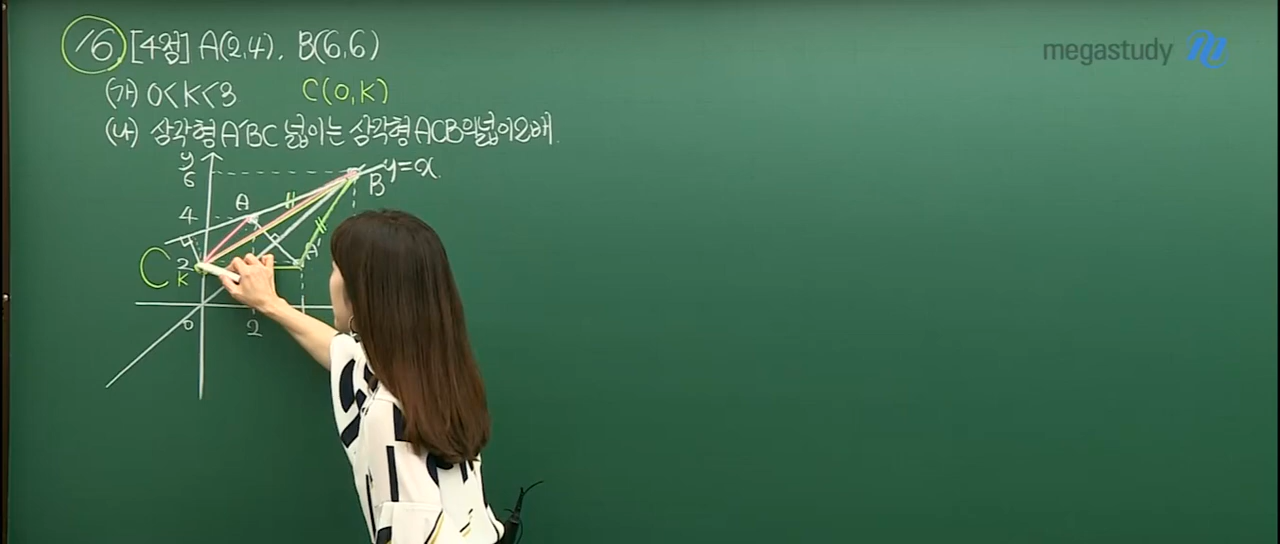 megastudy
16 [4점] A(2,4), B(6,6)
(가) 0<K<3 C(0,K)
(나) 삼각형 A'BC 넓이는 삼각형 ACB의 넓이의 2배.
y
6
y=x
B
A
4
A'
2
C
K
0
2